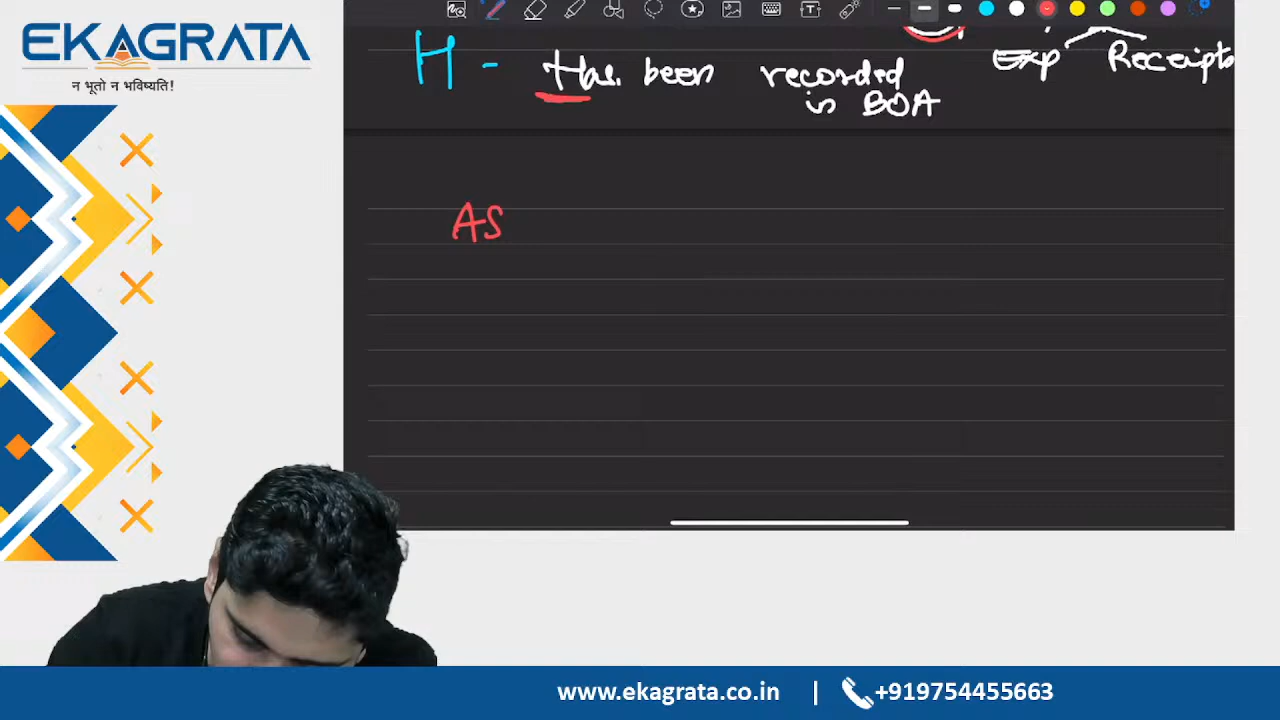 EKAGRATA
न भूतो न भविष्यति!
H - Has been recorded
in BOA
Exp Receipts
AS
www.ekagrata.co.in | +919754455663